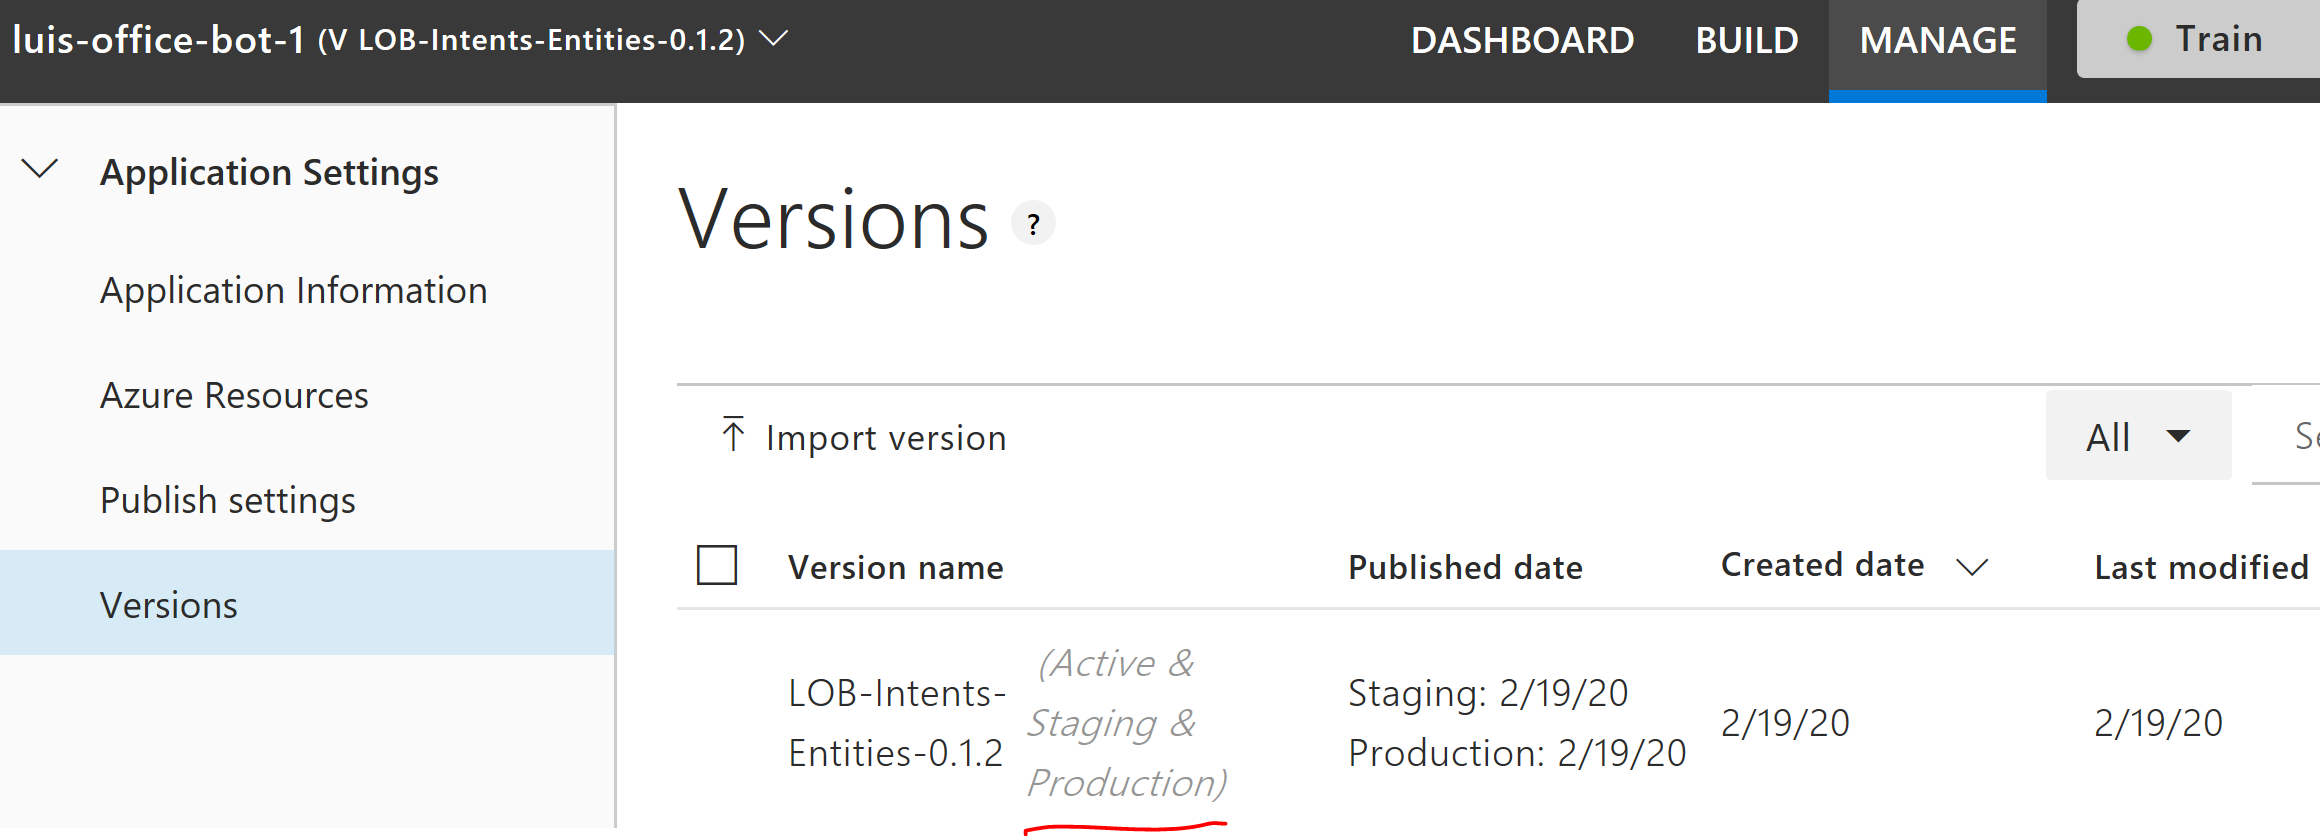 luis-office-bot-1 (V LOB-Intents-Entities-0.1.2)
DASHBOARD BUILD MANAGE Train
Application Settings
Application Information
Azure Resources
Publish settings
Versions
Versions ?
Import version
All
Version name Published date Created date Last modified
LOB-Intents-
Entities-0.1.2
(Active &
Staging &
Production)
Staging: 2/19/20
Production: 2/19/20
2/19/20
2/19/20